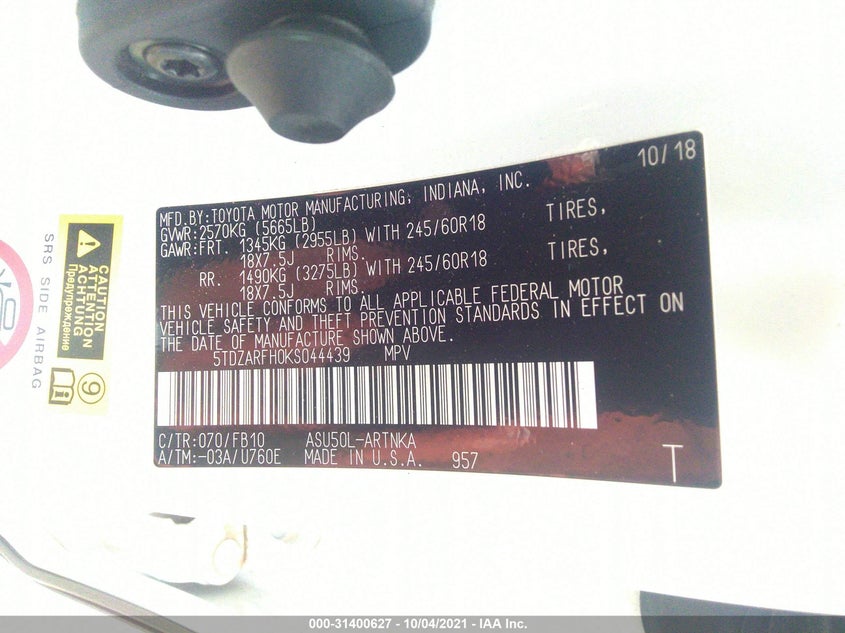 10/18
MFD.BY:TOYOTA MOTOR MANUFACTURING, INDIANA, INC.
GVWR:2570KG (5665LB)
GAWR:FRT. 1345KG (2955LB) WITH 245/60R18 TIRES,
18X7.5J RIMS.
RR. 1490KG (3275LB) WITH 245/60R18 TIRES,
18X7.5J RIMS.
THIS VEHICLE CONFORMS TO ALL APPLICABLE FEDERAL MOTOR
VEHICLE SAFETY AND THEFT PREVENTION STANDARDS IN EFFECT ON
THE DATE OF MANUFACTURE SHOWN ABOVE.
5TDZARFH0KS044439 MPV
C/TR:070/FB10 ASU50L-ARTNKA
A/TM:-03A/U760E MADE IN U.S.A. 957
T
CAUTION
ATTENTION
ACHTUNG
Предупреждение
9
SRS SIDE AIRBAG
000-31400627 - 10/04/2021 - IAA Inc.